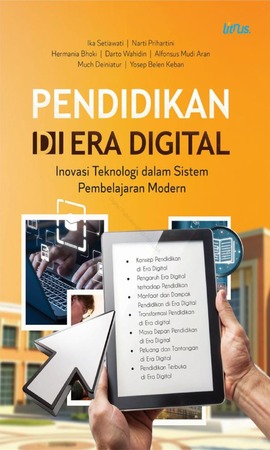 litnus.
Ika Setiawati | Narti Prihartini
Hermania Bhoki | Darto Wahidin | Alfonsus Mudi Aran
Much Deiniatur | Yosep Belen Keban
PENDIDIKAN
DI ERA DIGITAL
Inovasi Teknologi dalam Sistem
Pembelajaran Modern
• Konsep Pendidikan
di Era Digital
• Pengaruh Era Digital
terhadap Pendidikan
• Manfaat dan Dampak
Pendidikan di Era Digital
• Transformasi Pendidikan
di Era digital
• Masa Depan Pendidikan
di Era Digital
• Peluang dan Tantangan
di Era Digital
• Pendidikan Terbuka
di Era Digital